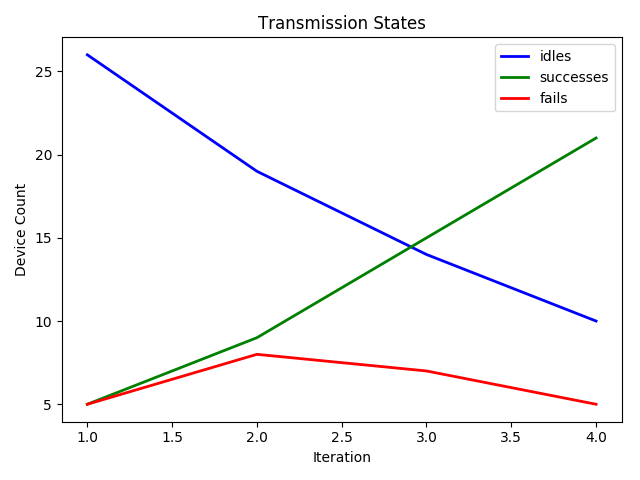 Transmission States
idles
successes
fails
Device Count
25
20
15
10
5
1.0 1.5 2.0 2.5 3.0 3.5 4.0
Iteration